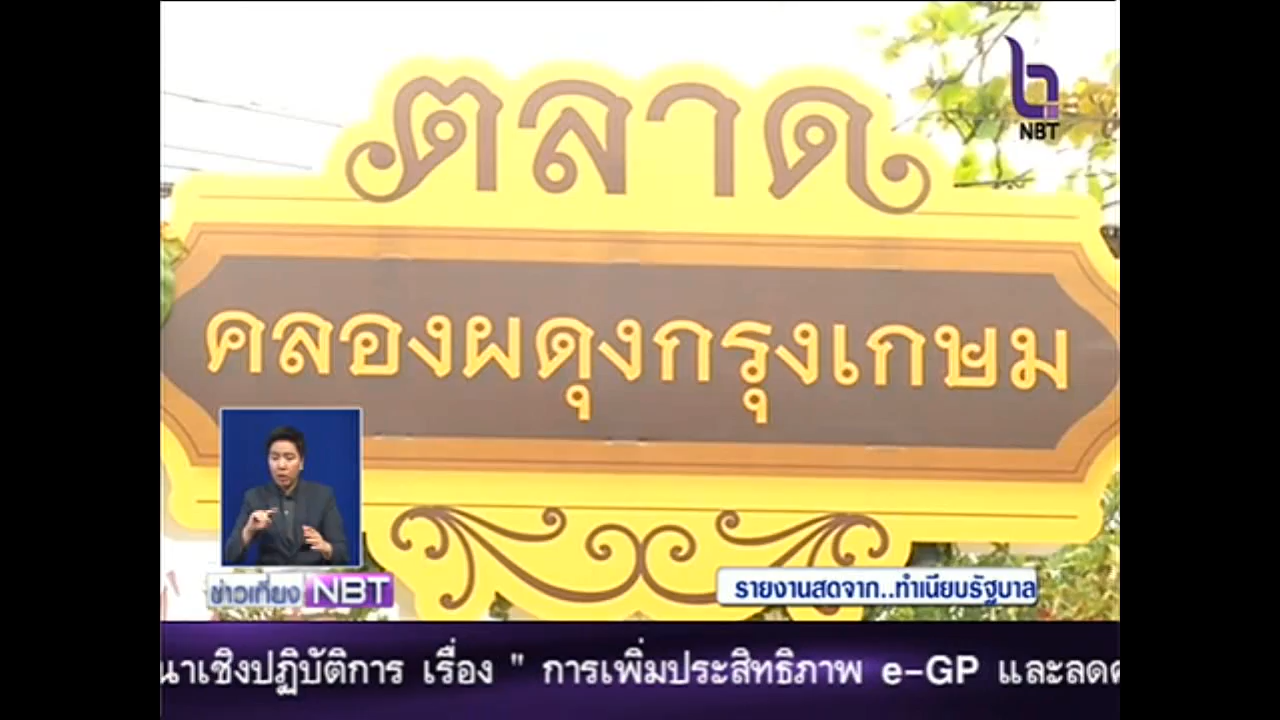 ตลาด
NBT
คลองผดุงกรุงเกษม
ข่าวเที่ยง NBT
รายงานสดจาก..ทำเนียบรัฐบาล
นาเชิงปฏิบัติการ เรื่อง " การเพิ่มประสิทธิภาพ e-GP และลด